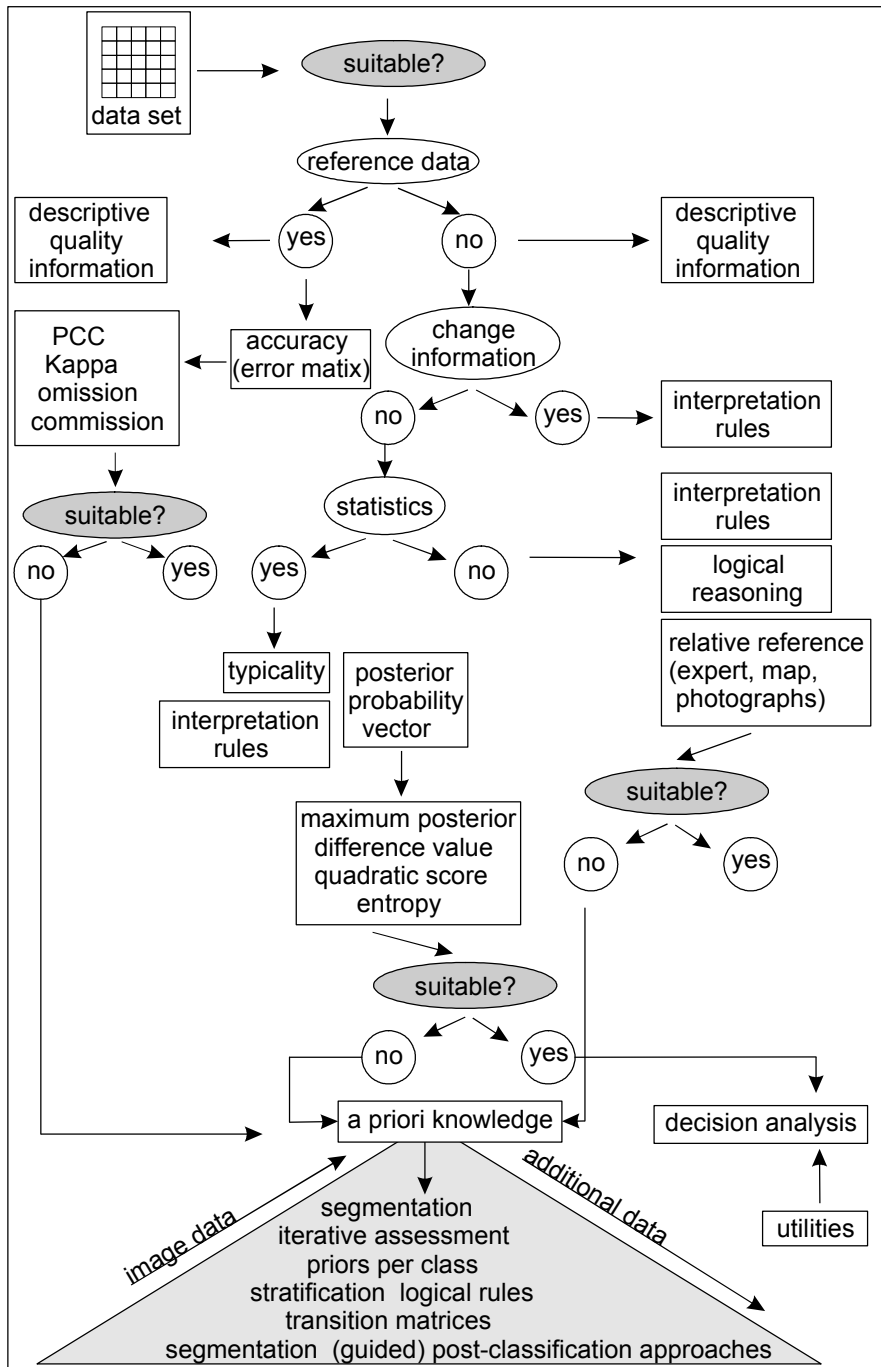 suitable?
data set
reference data
descriptive
quality
information
yes
no
descriptive
quality
information
PCC
Kappa
omission
commission
accuracy
(error matix)
change
information
no
yes
interpretation
rules
suitable?
no
yes
statistics
yes
no
interpretation
rules
logical
reasoning
relative reference
(expert, map,
photographs)
typicality
interpretation
rules
posterior
probability
vector
suitable?
no
yes
maximum posterior
difference value
quadratic score
entropy
suitable?
no
yes
a priori knowledge
decision analysis
utilities
image data
additional data
segmentation
iterative assessment
priors per class
stratification logical rules
transition matrices
segmentation (guided) post-classification approaches